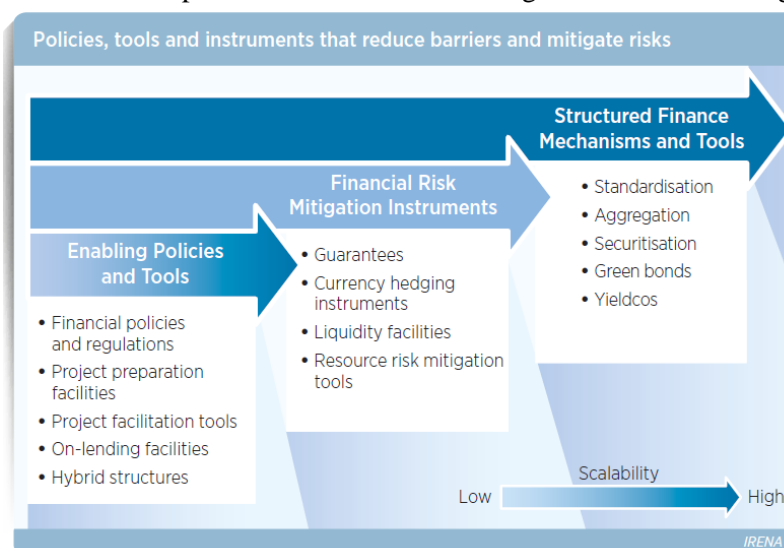 Policies, tools and instruments that reduce barriers and mitigate risks
Structured Finance
Mechanisms and Tools
• Standardisation
• Aggregation
• Securitisation
• Green bonds
• Yieldcos
Financial Risk
Mitigation Instruments
• Guarantees
• Currency hedging
instruments
• Liquidity facilities
• Resource risk mitigation
tools
Enabling Policies
and Tools
• Financial policies
and regulations
• Project preparation
facilities
• Project facilitation tools
• On-lending facilities
• Hybrid structures
Scalability
Low High
IRENA